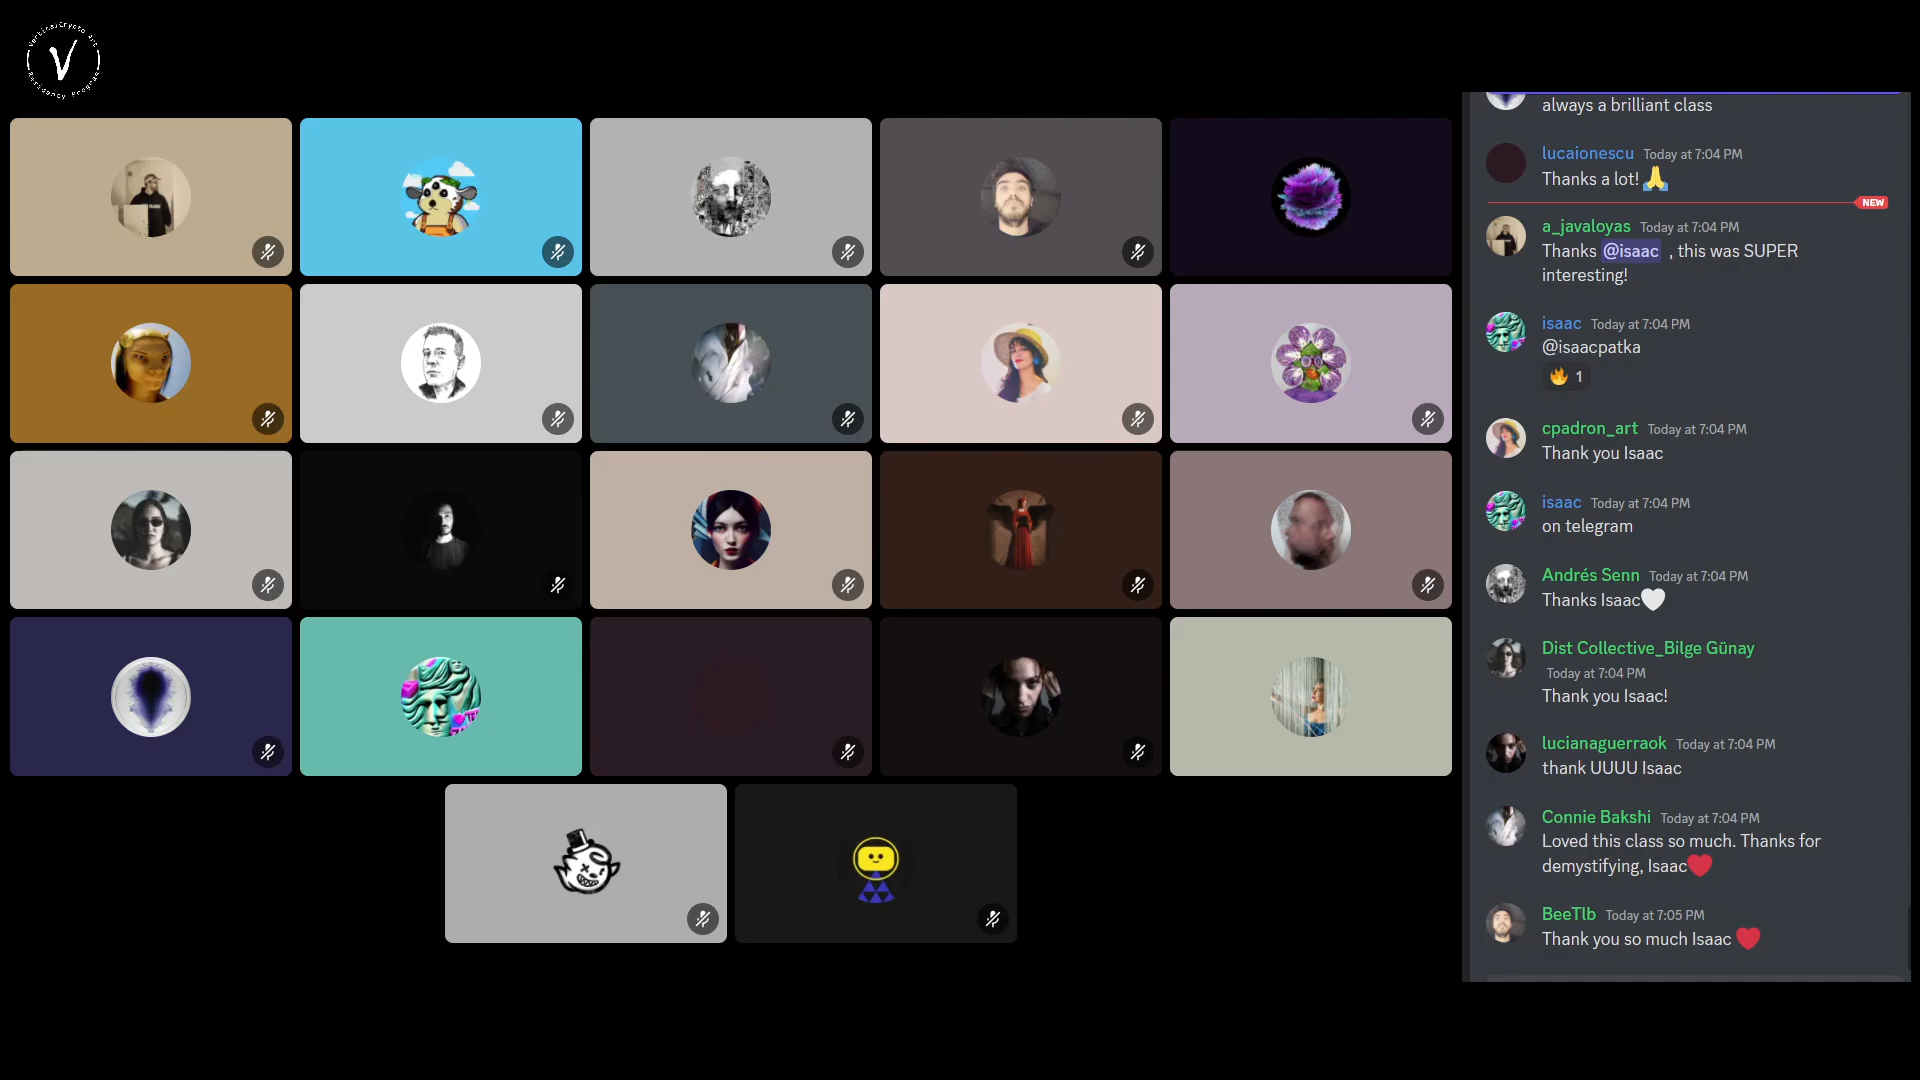 VerticalCrypto Art
V
Residency Program
always a brilliant class
lucaionescu Today at 7:04 PM
Thanks a lot! 🙏
NEW
a_javaloyas Today at 7:04 PM
Thanks @isaac , this was SUPER
interesting!
isaac Today at 7:04 PM
@isaacpatka
🔥 1
cpadron_art Today at 7:04 PM
Thank you Isaac
isaac Today at 7:04 PM
on telegram
Andrés Senn Today at 7:04 PM
Thanks Isaac🤍
Dist Collective_Bilge Günay
Today at 7:04 PM
Thank you Isaac!
lucianaguerraok Today at 7:04 PM
thank UUUU Isaac
Connie Bakshi Today at 7:04 PM
Loved this class so much. Thanks for
demystifying, Isaac❤️
BeeTlb Today at 7:05 PM
Thank you so much Isaac ❤️